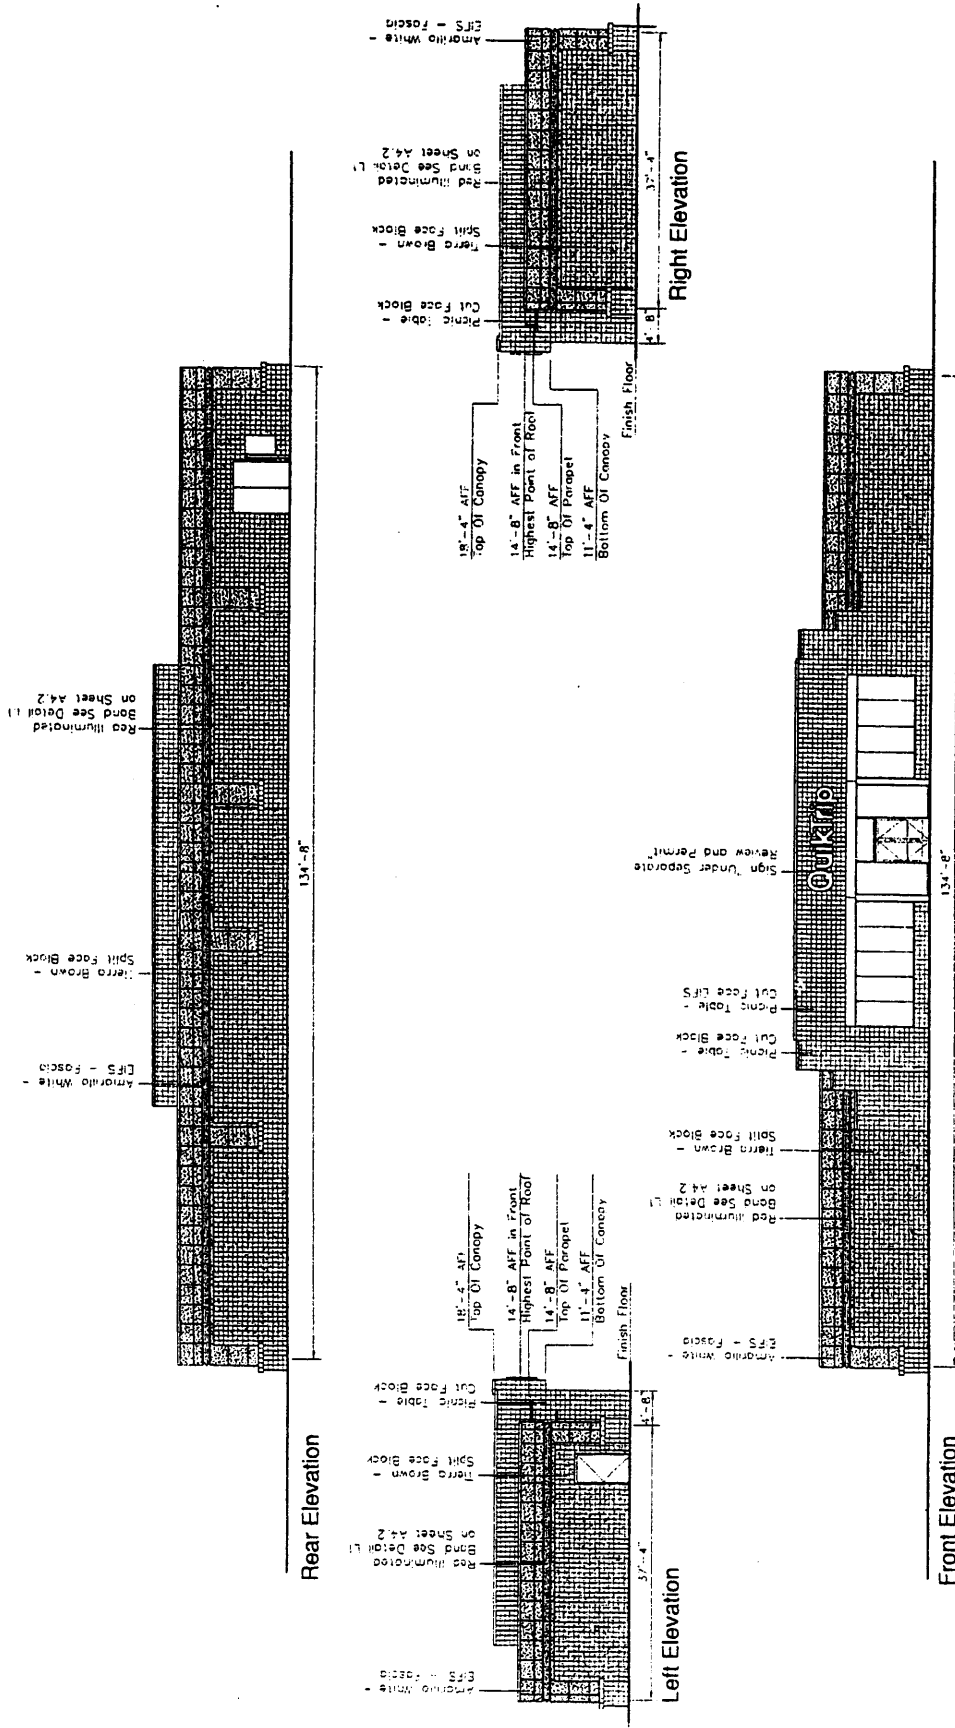 Amarillo White -
EIFS - Fascia
Tierra Brown -
Split Face Block
Red Illuminated
Band See Detail L1
on Sheet A4.2
134'-8"
Rear Elevation
Amarillo White -
EIFS - Fascia
Red Illuminated
Band See Detail L1
on Sheet A4.2
Tierra Brown -
Split Face Block
Picnic Table -
Cut Face Block
18'-4" AFF
Top Of Canopy
14'-8" AFF in Front
Highest Point of Roof
14'-8" AFF
Top Of Parapet
11'-4" AFF
Bottom Of Canopy
Finish Floor
37'-4"
4'-8"
Left Elevation
18'-4" AFF
Top Of Canopy
14'-8" AFF in Front
Highest Point of Roof
14'-8" AFF
Top Of Parapet
11'-4" AFF
Bottom Of Canopy
Finish Floor
Picnic Table -
Cut Face Block
Tierra Brown -
Split Face Block
Red Illuminated
Band See Detail L1
on Sheet A4.2
Amarillo White -
EIFS - Fascia
4'-8"
37'-4"
Right Elevation
Amarillo White -
EIFS - Fascia
Red Illuminated
Band See Detail L1
on Sheet A4.2
Tierra Brown -
Split Face Block
Picnic Table -
Cut Face Block
Picnic Table -
Cut Face EIFS
Sign "Under Separate
Review and Permit"
QuikTrip
134'-8"
Front Elevation